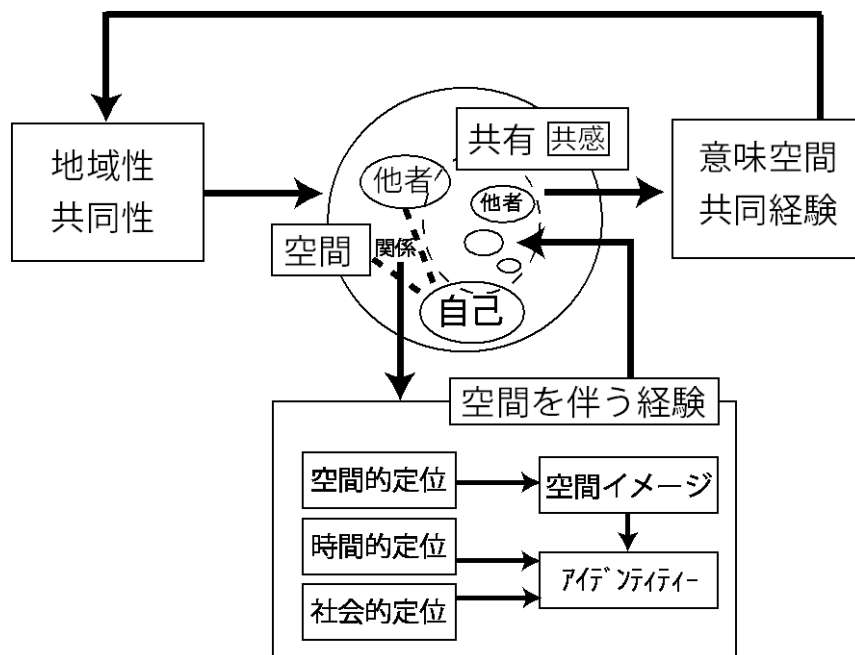 地域性
共同性
共有 共感
意味空間
共同経験
他者
他者
空間
関係
自己
空間を伴う経験
空間的定位
空間イメージ
時間的定位
アイデンティティー
社会的定位